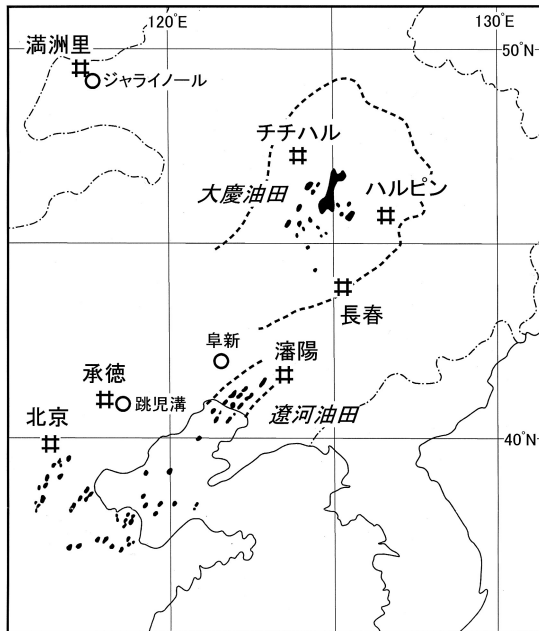 120°E
130°E
50°N
満洲里
ジャライノール
チチハル
大慶油田
ハルピン
長春
阜新
瀋陽
承徳
跳児溝
遼河油田
北京
40°N